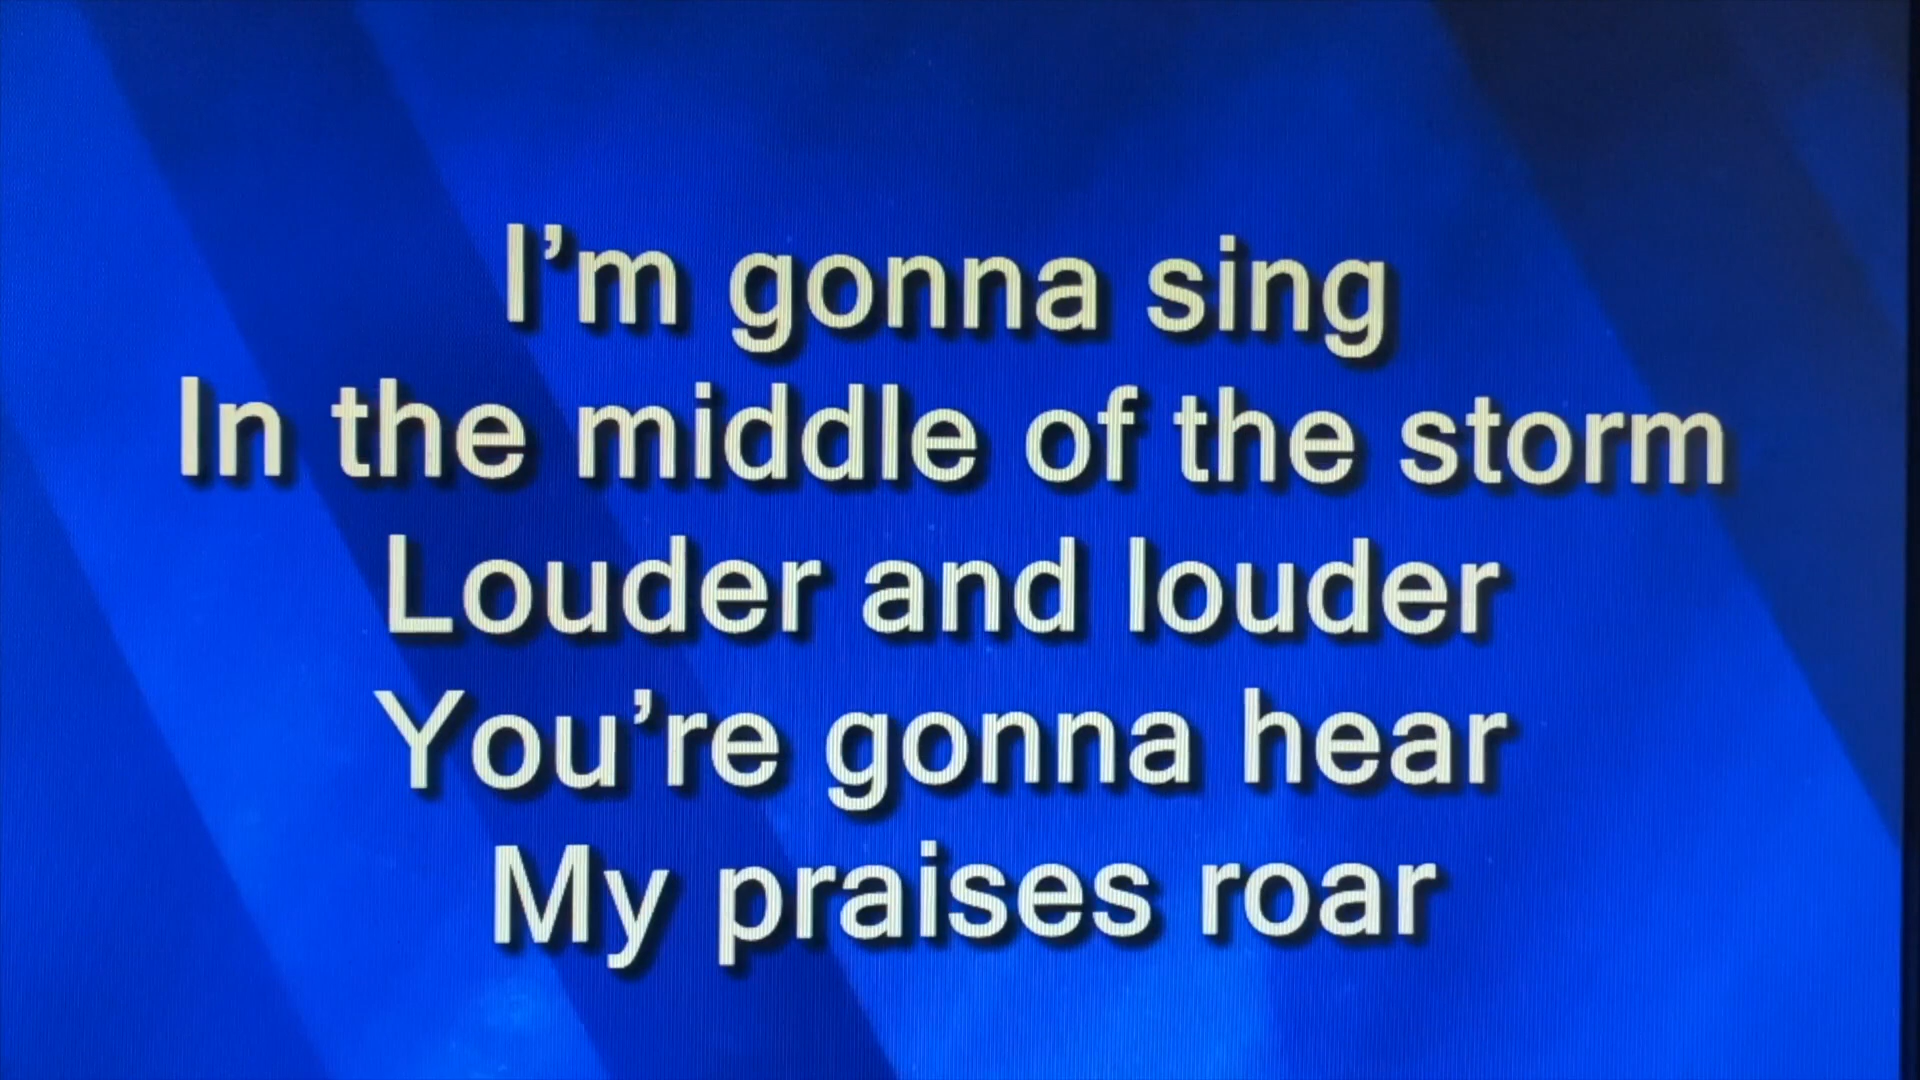 I’m gonna sing
In the middle of the storm
Louder and louder
You’re gonna hear
My praises roar